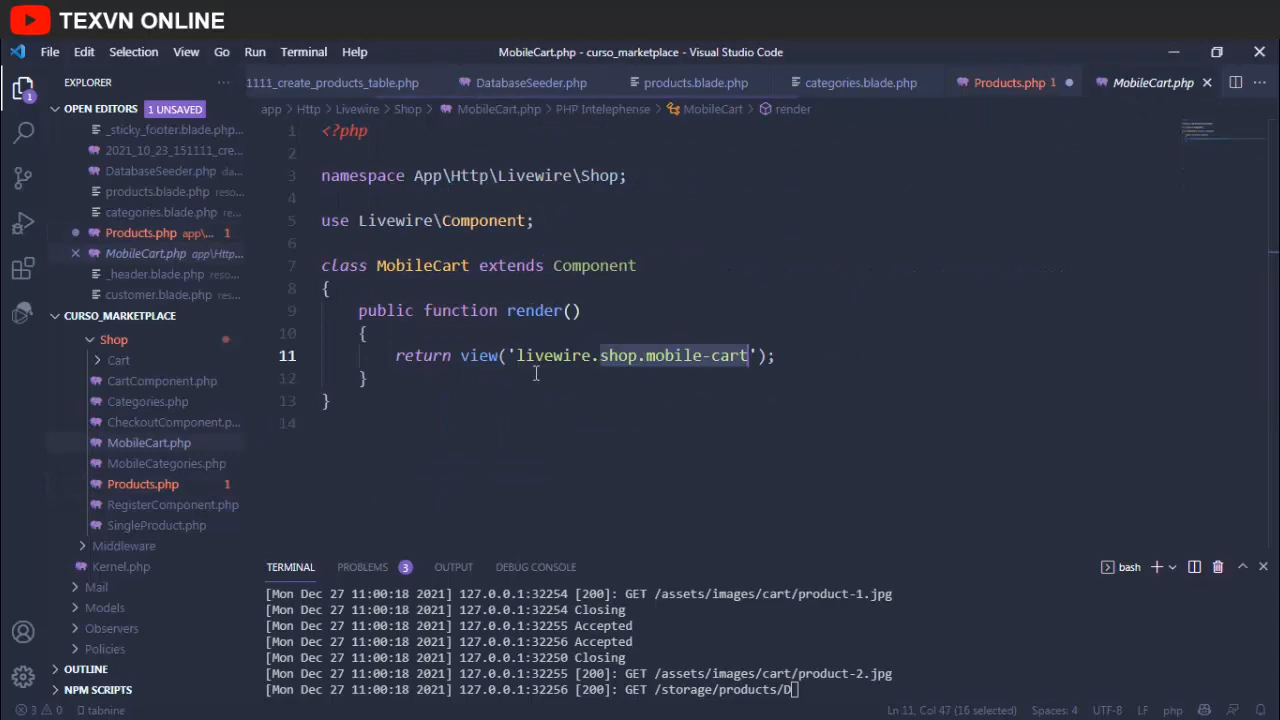 TEXVN ONLINE
File Edit Selection View Go Run Terminal Help
MobileCart.php - curso_marketplace - Visual Studio Code
EXPLORER
1111_create_products_table.php DatabaseSeeder.php products.blade.php categories.blade.php Products.php 1 MobileCart.php
1
OPEN EDITORS 1 UNSAVED
_sticky_footer.blade.php...
2021_10_23_151111_cre...
DatabaseSeeder.php da...
products.blade.php reso...
categories.blade.php re...
Products.php app\... 1
MobileCart.php app\Http...
_header.blade.php reso...
customer.blade.php resi...
CURSO_MARKETPLACE
Shop
Cart
CartComponent.php
Categories.php
CheckoutComponent.p...
MobileCart.php
MobileCategories.php
Products.php 1
RegisterComponent.php
SingleProduct.php
Middleware
Kernel.php
Mail
Models
Observers
Policies
OUTLINE
NPM SCRIPTS
app > Http > Livewire > Shop > MobileCart.php > PHP Intelephense > MobileCart > render
1 <?php
2
3 namespace App\Http\Livewire\Shop;
4
5 use Livewire\Component;
6
7 class MobileCart extends Component
8 {
9 public function render()
10 {
11 return view('livewire.shop.mobile-cart');
12 }
13 }
14
TERMINAL PROBLEMS 3 OUTPUT DEBUG CONSOLE
bash
[Mon Dec 27 11:00:18 2021] 127.0.0.1:32254 [200]: GET /assets/images/cart/product-1.jpg
[Mon Dec 27 11:00:18 2021] 127.0.0.1:32254 Closing
[Mon Dec 27 11:00:18 2021] 127.0.0.1:32255 Accepted
[Mon Dec 27 11:00:18 2021] 127.0.0.1:32256 Accepted
[Mon Dec 27 11:00:18 2021] 127.0.0.1:32250 Closing
[Mon Dec 27 11:00:18 2021] 127.0.0.1:32255 [200]: GET /assets/images/cart/product-2.jpg
[Mon Dec 27 11:00:18 2021] 127.0.0.1:32256 [200]: GET /storage/products/D
3 0 tabnine
Ln 11, Col 47 (16 selected) Spaces: 4 UTF-8 LF php